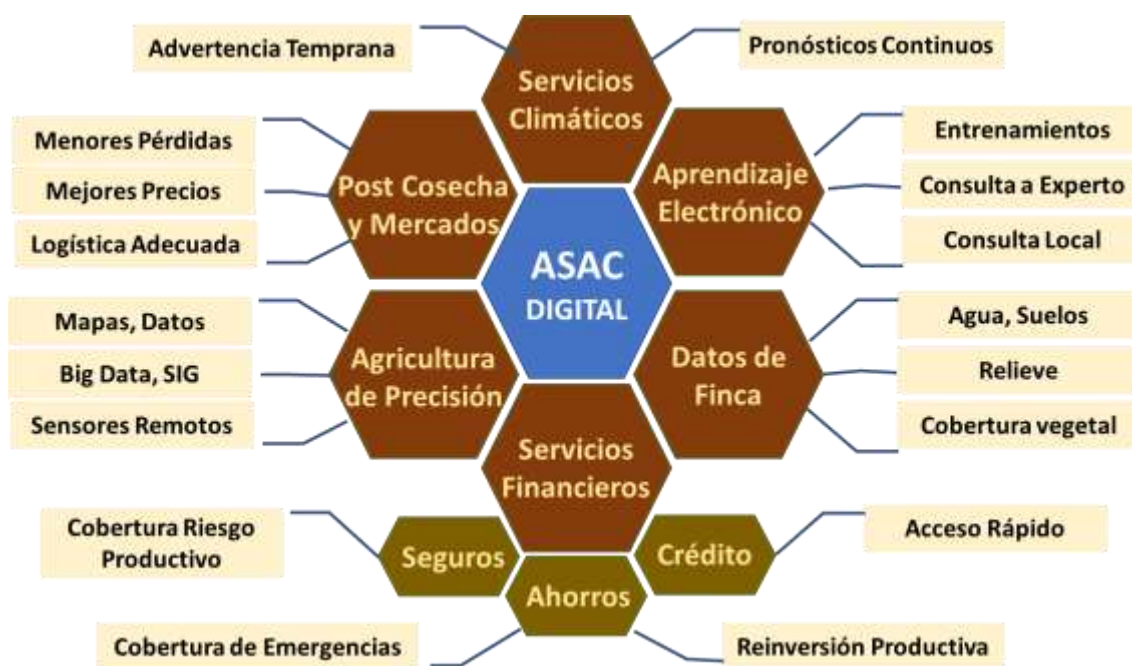 Advertencia Temprana
Pronósticos Continuos
Servicios
Climáticos
Menores Pérdidas
Mejores Precios
Logística Adecuada
Post Cosecha
y Mercados
Aprendizaje
Electrónico
Entrenamientos
Consulta a Experto
Consulta Local
ASAC
DIGITAL
Mapas, Datos
Big Data, SIG
Sensores Remotos
Agricultura
de Precisión
Datos de
Finca
Agua, Suelos
Relieve
Cobertura vegetal
Servicios
Financieros
Cobertura Riesgo
Productivo
Seguros
Crédito
Acceso Rápido
Ahorros
Cobertura de Emergencias
Reinversión Productiva